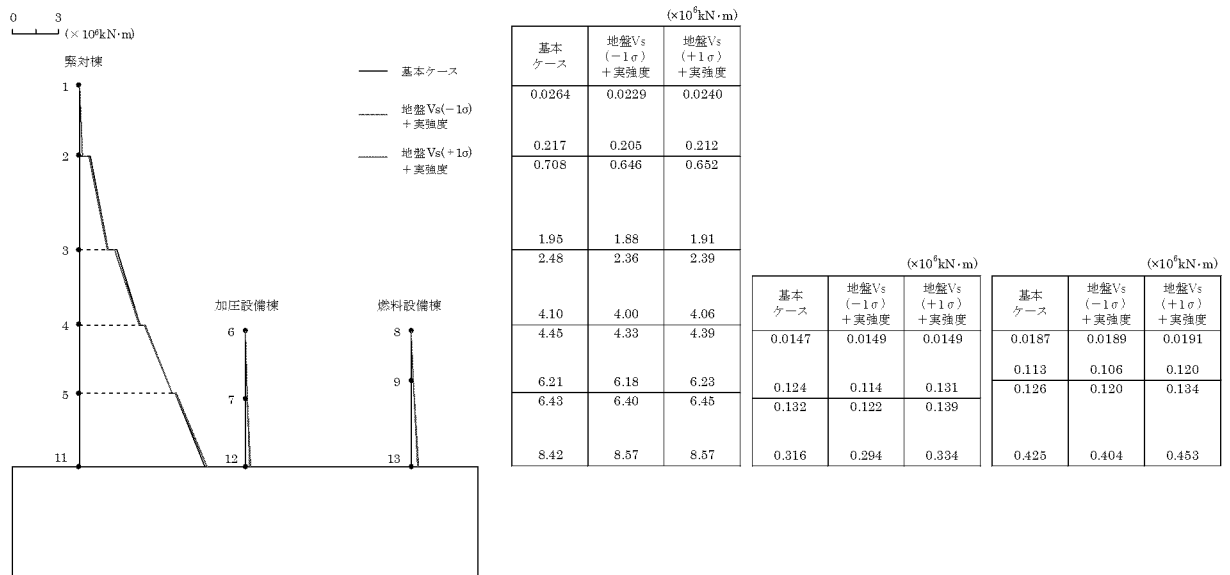 0 3
(×10⁶kN·m)
緊対棟
1
2
3
4
5
11
基本ケース
地盤Vs(-1σ)
+実強度
地盤Vs(+1σ)
+実強度
加圧設備棟
6
7
12
燃料設備棟
8
9
13
(×10⁶kN·m)
基本 地盤Vs 地盤Vs
ケース (-1σ) (+1σ)
+実強度 +実強度
0.0264 0.0229 0.0240
0.217 0.205 0.212
0.708 0.646 0.652
1.95 1.88 1.91
2.48 2.36 2.39
4.10 4.00 4.06
4.45 4.33 4.39
6.21 6.18 6.23
6.43 6.40 6.45
8.42 8.57 8.57
(×10⁶kN·m)
基本 地盤Vs 地盤Vs
ケース (-1σ) (+1σ)
+実強度 +実強度
0.0147 0.0149 0.0149
0.124 0.114 0.131
0.132 0.122 0.139
0.316 0.294 0.334
(×10⁶kN·m)
基本 地盤Vs 地盤Vs
ケース (-1σ) (+1σ)
+実強度 +実強度
0.0187 0.0189 0.0191
0.113 0.106 0.120
0.126 0.120 0.134
0.425 0.404 0.453